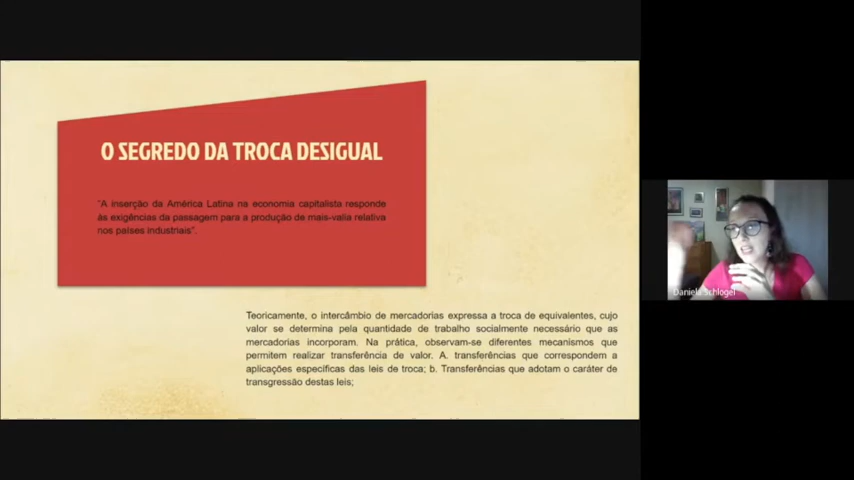 O SEGREDO DA TROCA DESIGUAL
"A inserção da América Latina na economia capitalista responde
às exigências da passagem para a produção de mais-valia relativa
nos países industriais".
Teoricamente, o intercâmbio de mercadorias expressa a troca de equivalentes, cujo
valor se determina pela quantidade de trabalho socialmente necessário que as
mercadorias incorporam. Na prática, observam-se diferentes mecanismos que
permitem realizar transferência de valor. A. transferências que correspondem a
aplicações específicas das leis de troca; b. Transferências que adotam o caráter de
transgressão destas leis;
Daniela Schlogel